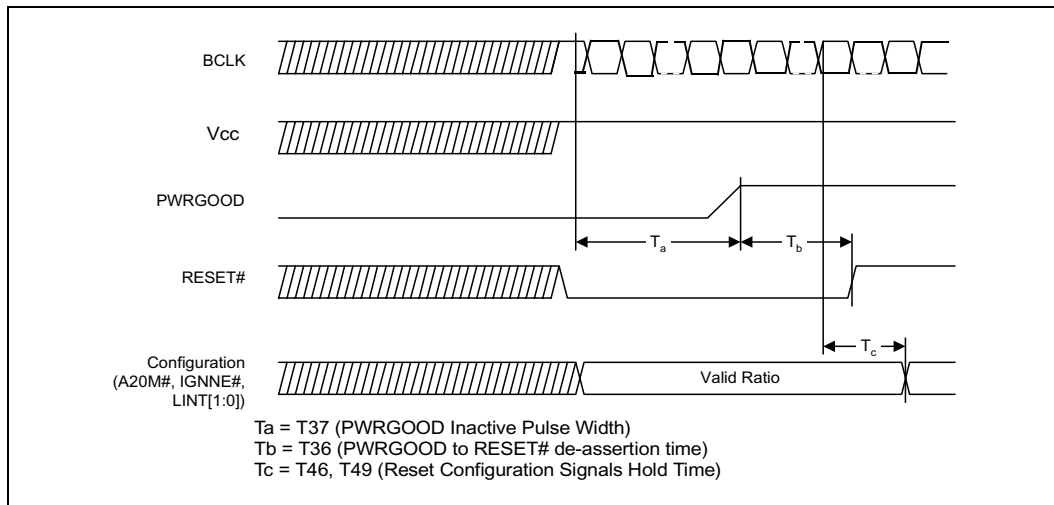 BCLK
Vcc
PWRGOOD
Ta
Tb
RESET#
Tc
Configuration
(A20M#, IGNNE#,
LINT[1:0])
Valid Ratio
Ta = T37 (PWRGOOD Inactive Pulse Width)
Tb = T36 (PWRGOOD to RESET# de-assertion time)
Tc = T46, T49 (Reset Configuration Signals Hold Time)